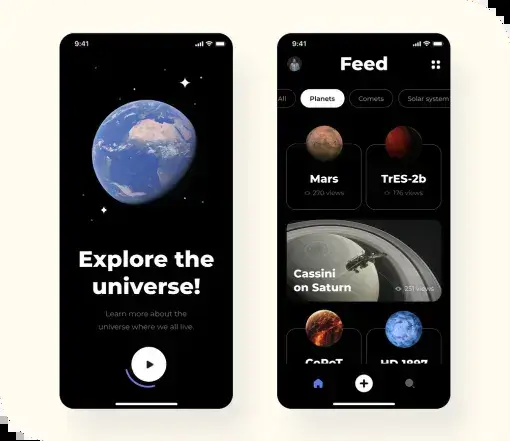 9:41
Explore the
universe!
Learn more about the
universe where we all live.
9:41
Feed
All
Planets
Comets
Solar system
Mars
270 views
TrES-2b
176 views
Cassini
on Saturn
251 views
CoRoT
HD 1897